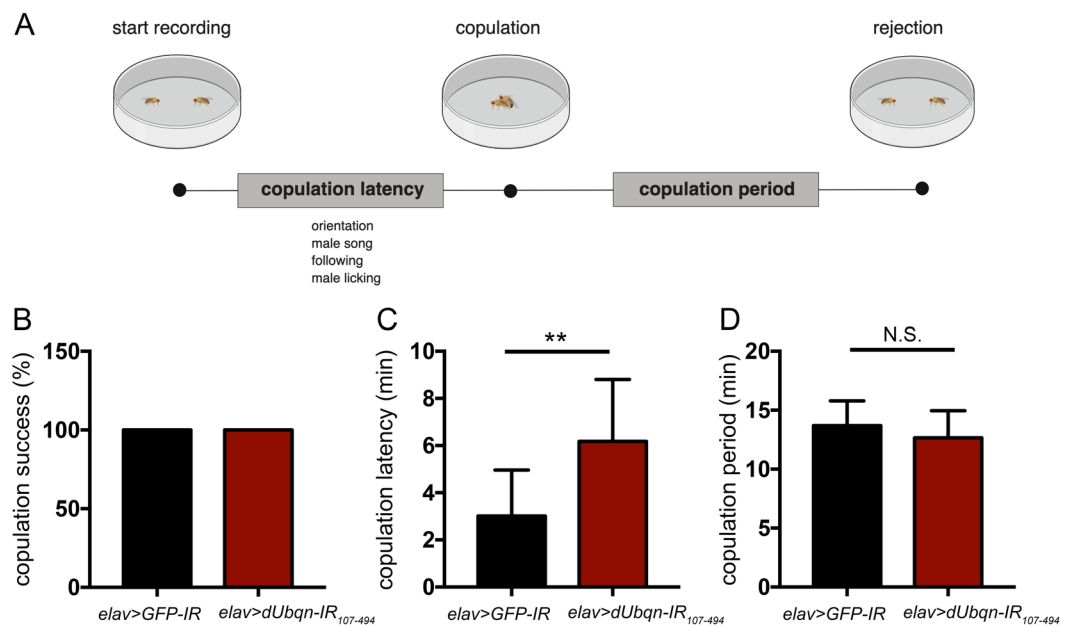 A
start recording
copulation
rejection
copulation latency
copulation period
orientation
male song
following
male licking
B
copulation success (%)
150
100
50
0
elav>GFP-IR
elav>dUbqn-IR107-494
C
copulation latency (min)
10
8
6
4
2
0
**
elav>GFP-IR
elav>dUbqn-IR107-494
D
copulation period (min)
20
15
10
5
0
N.S.
elav>GFP-IR
elav>dUbqn-IR107-494